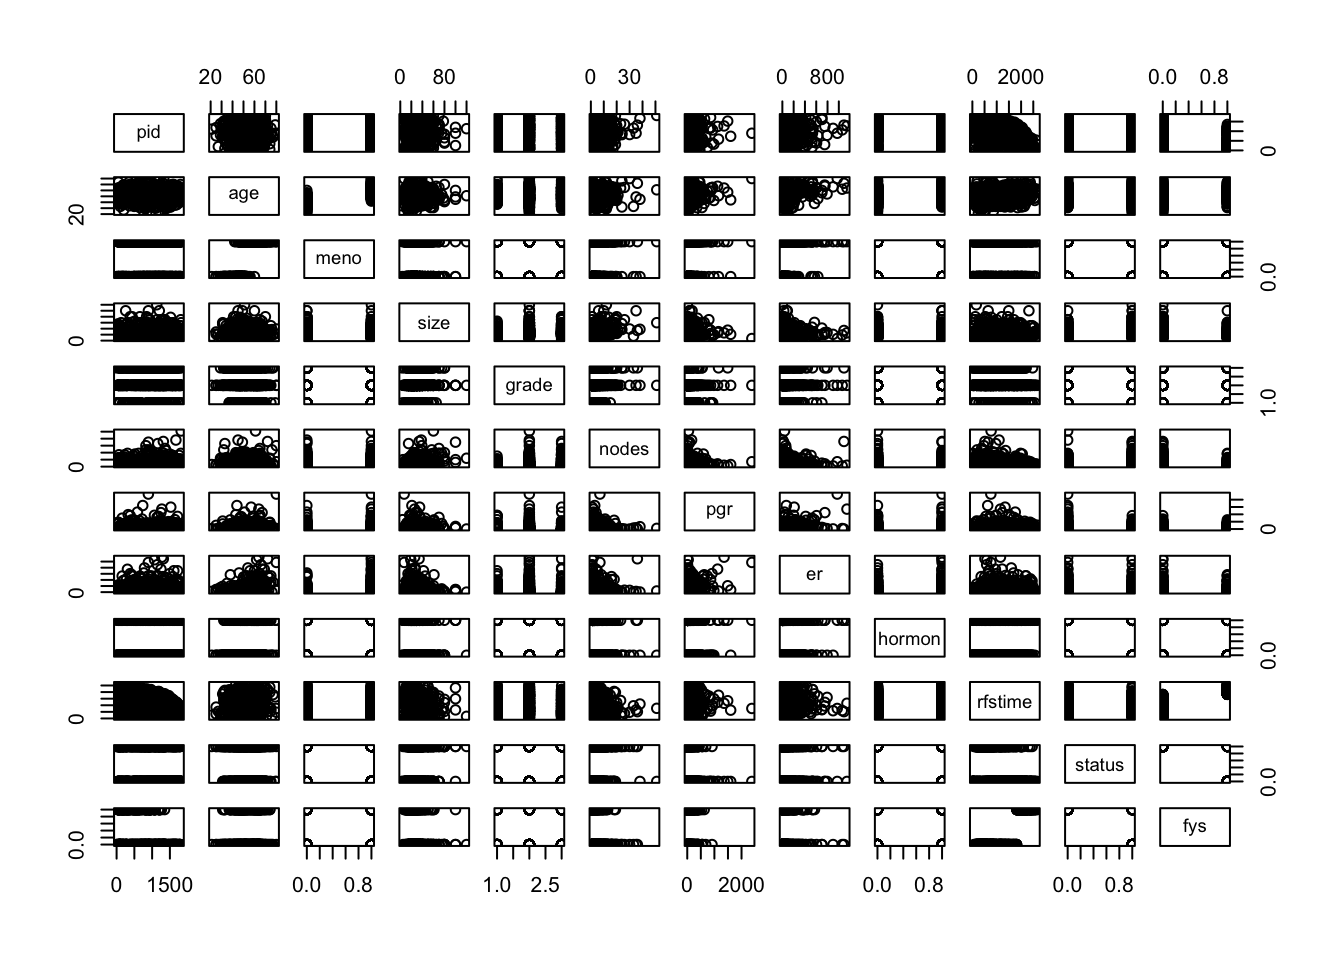 20 60 0 80 0 30 0 800 0 2000 0.0 0.8
pid 0
20 age
meno 0.0
0 size
grade 1.0
0 nodes
pgr 0
0 er
hormon 0.0
0 rfstime
status 0.0
0.0 fys
0 1500 0.0 0.8 1.0 2.5 0 2000 0.0 0.8 0.0 0.8